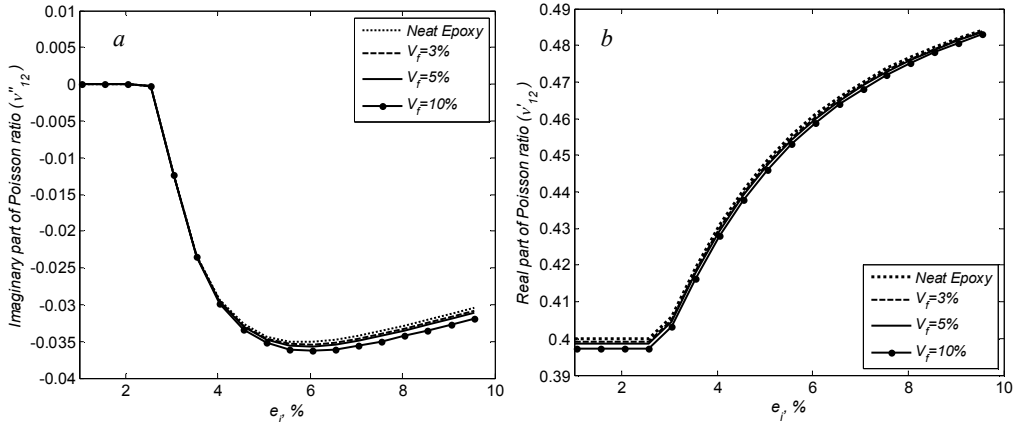 a
Imaginary part of Poisson ratio (ν''12)
0.01
0.005
0
-0.005
-0.01
-0.015
-0.02
-0.025
-0.03
-0.035
-0.04
2
4
6
8
10
ei, %
Neat Epoxy
Vf=3%
Vf=5%
Vf=10%
b
Real part of Poisson ratio (ν'12)
0.49
0.48
0.47
0.46
0.45
0.44
0.43
0.42
0.41
0.4
0.39
2
4
6
8
10
ei, %
Neat Epoxy
Vf=3%
Vf=5%
Vf=10%